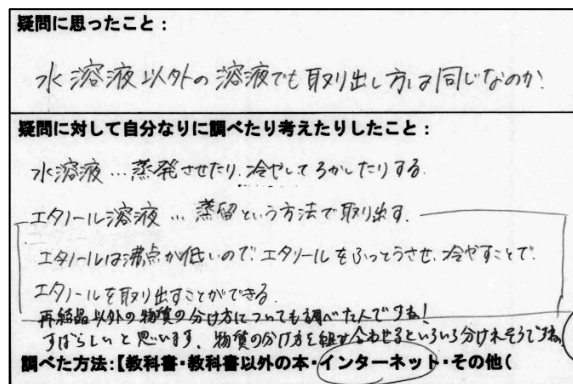 疑問に思ったこと：
水溶液以外の溶液でも取り出し方は同じなのか?
疑問に対して自分なりに調べたり考えたりしたこと：
水溶液…蒸発させたり、冷やしてろかしたりする。
エタノール溶液…蒸留という方法で取り出す。
エタノールは沸点が低いので、エタノールをふっとうさせ、冷やすことで、
エタノールを取り出すことができる。
再結晶以外の物質の分け方についても調べたんですね!
すばらしいと思います。物質の分け方を組み合わせるといろいろ分けれそうですね。
調べた方法：【教科書・教科書以外の本・インターネット・その他（